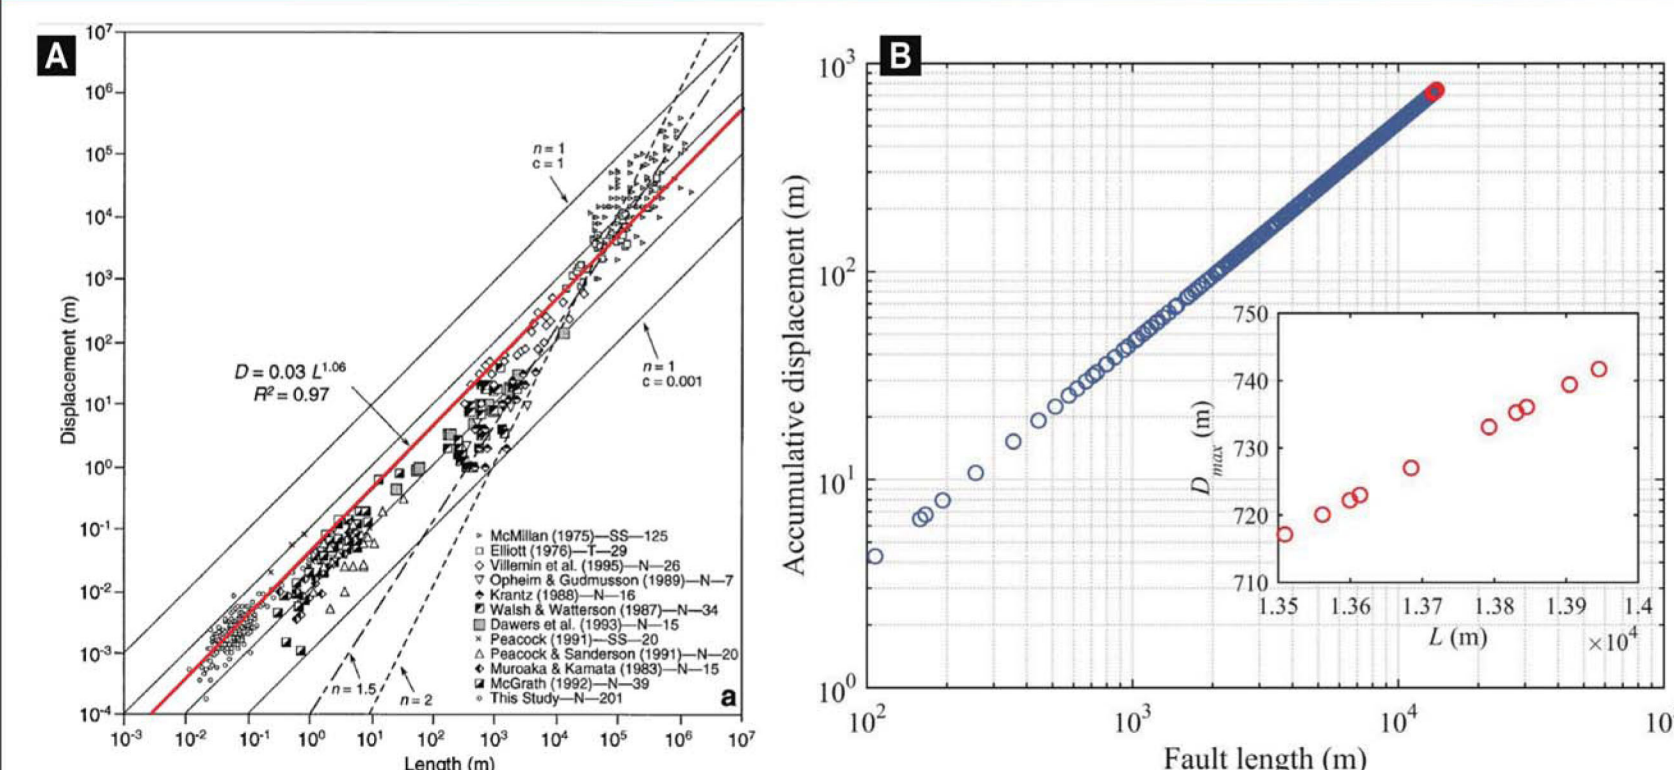 A
10^7
10^6
10^5
10^4
10^3
10^2
10^1
10^0
10^-1
10^-2
10^-3
10^-4
Displacement (m)
n = 1
c = 1
D = 0.03 L^1.06
R^2 = 0.97
n = 1
c = 0.001
McMillan (1975)—SS—125
Elliott (1976)—T—29
Villemin et al. (1995)—N—26
Opheim & Gudmusson (1989)—N—7
Krantz (1988)—N—16
Walsh & Watterson (1987)—N—34
Dawers et al. (1993)—N—15
Peacock (1991)—SS—20
Peacock & Sanderson (1991)—N—20
Muroaka & Kamata (1983)—N—15
McGrath (1992)—N—39
This Study—N—201
n = 1.5
n = 2
a
10^-3 10^-2 10^-1 10^0 10^1 10^2 10^3 10^4 10^5 10^6 10^7
Length (m)
B
10^3
10^2
10^1
10^0
Accumulative displacement (m)
750
740
730
720
710
D_max (m)
1.35 1.36 1.37 1.38 1.39 1.4
L (m)
×10^4
10^2 10^3 10^4
Fault length (m)